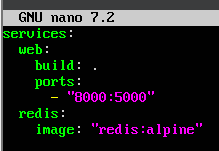 GNU nano 7.2
services:
  web:
    build: .
    ports:
      - "8000:5000"
  redis:
    image: "redis:alpine"